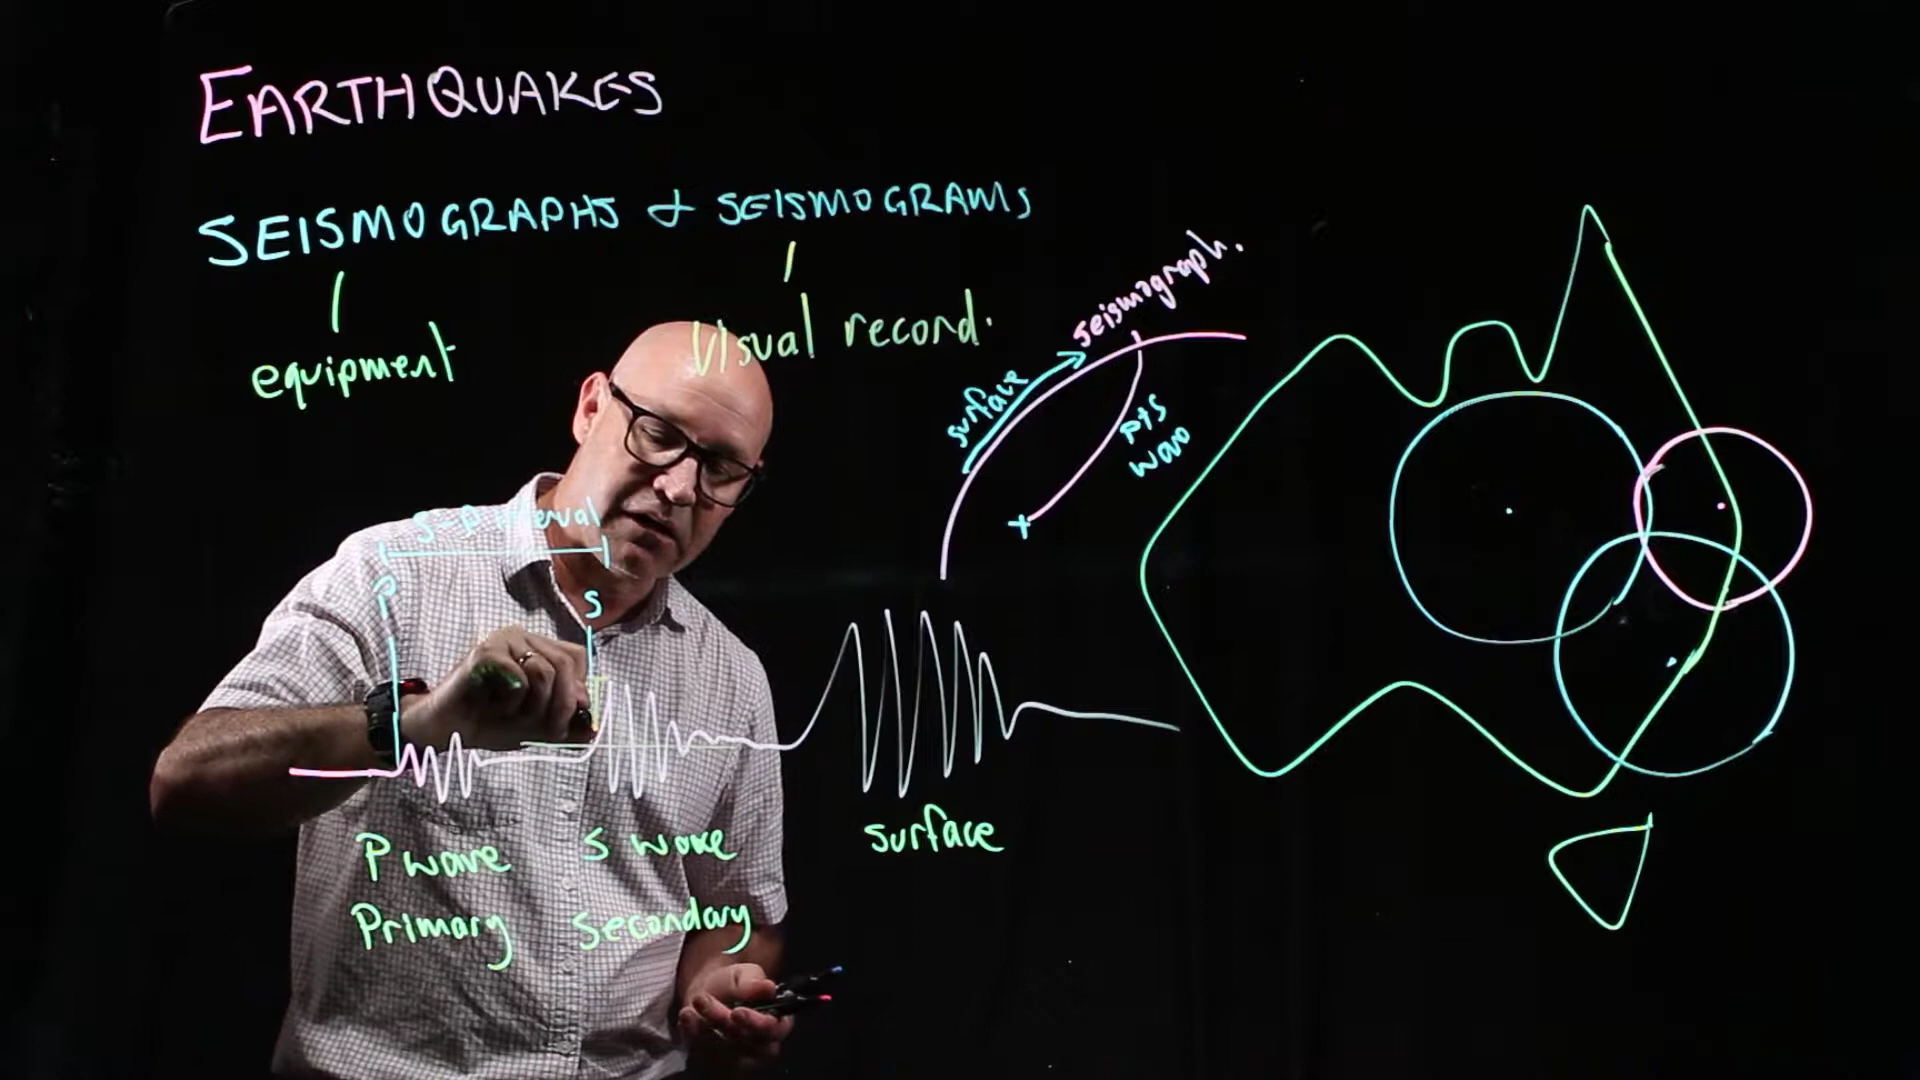 EARTHQUAKES
SEISMOGRAPHS & SEISMOGRAMS
equipment
Visual record.
seismograph.
surface
P+S
wave
S-P interval
P
S
P wave
S wave
surface
Primary
Secondary